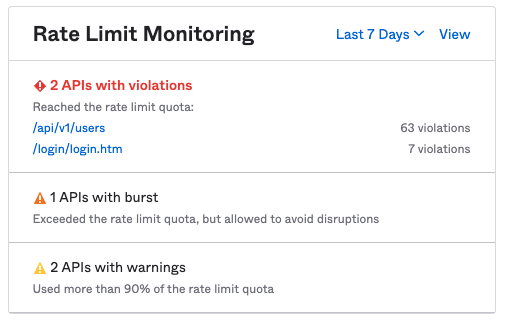 Rate Limit Monitoring
Last 7 Days View
2 APIs with violations
Reached the rate limit quota:
/api/v1/users 63 violations
/login/login.htm 7 violations
1 APIs with burst
Exceeded the rate limit quota, but allowed to avoid disruptions
2 APIs with warnings
Used more than 90% of the rate limit quota